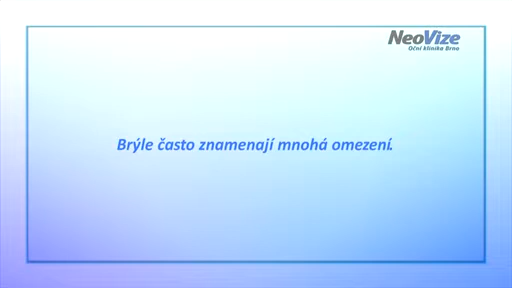 NeoVize
Oční klinika Brno
Brýle často znamenají mnohá omezení.